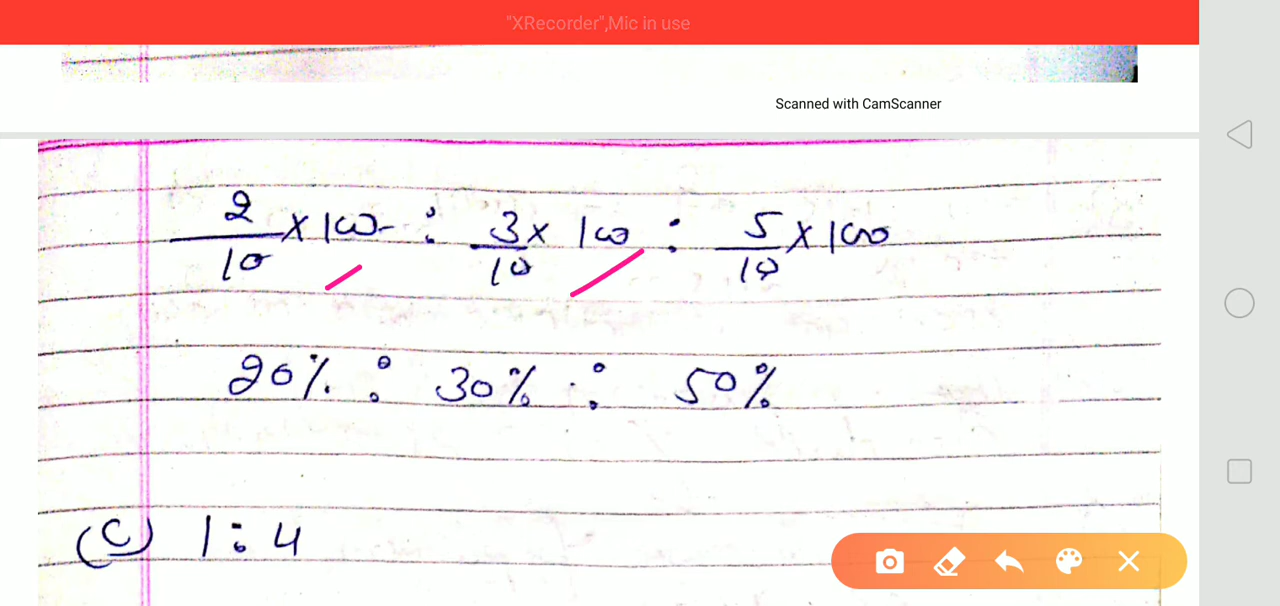 "XRecorder",Mic in use
Scanned with CamScanner
2/10 × 100 : 3/10 × 100 : 5/10 × 100
20% : 30% : 50%
(C) 1:4